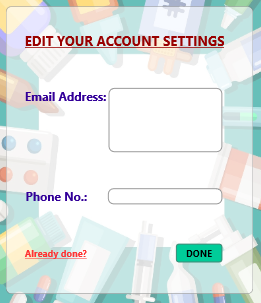 EDIT YOUR ACCOUNT SETTINGS
Email Address:
Phone No.:
Already done? DONE